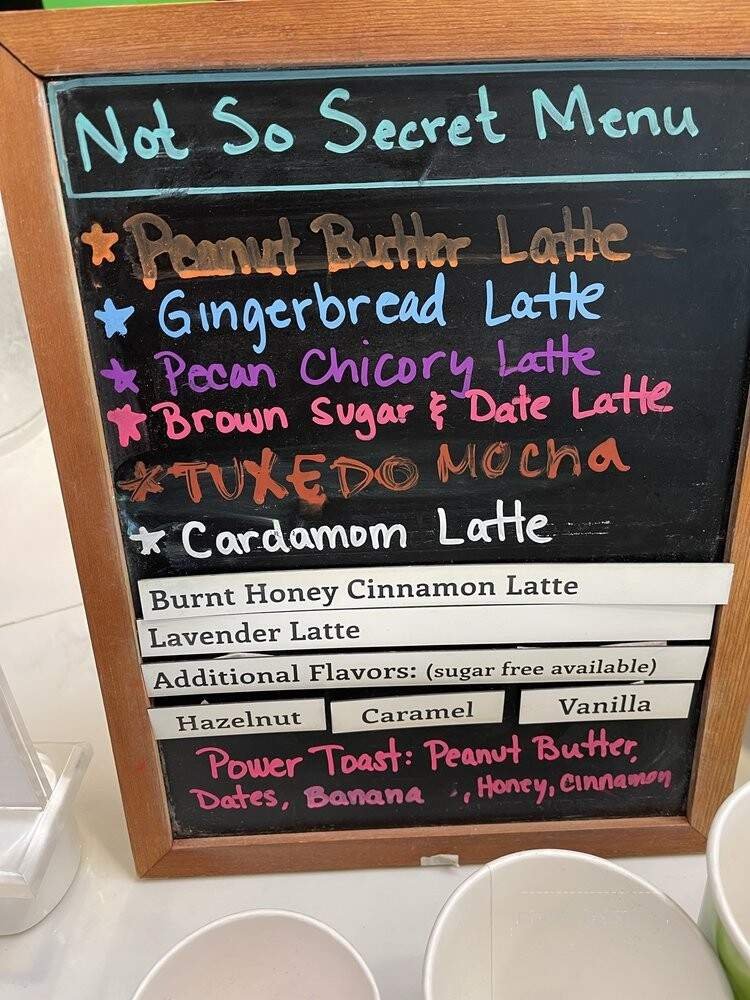 Not So Secret Menu
Peanut Butter Latte
Gingerbread Latte
Pecan Chicory Latte
Brown Sugar & Date Latte
TUXEDO Mocha
Cardamom Latte
Burnt Honey Cinnamon Latte
Lavender Latte
Additional Flavors: (sugar free available)
Hazelnut Caramel Vanilla
Power Toast: Peanut Butter,
Dates, Banana , Honey, Cinnamon